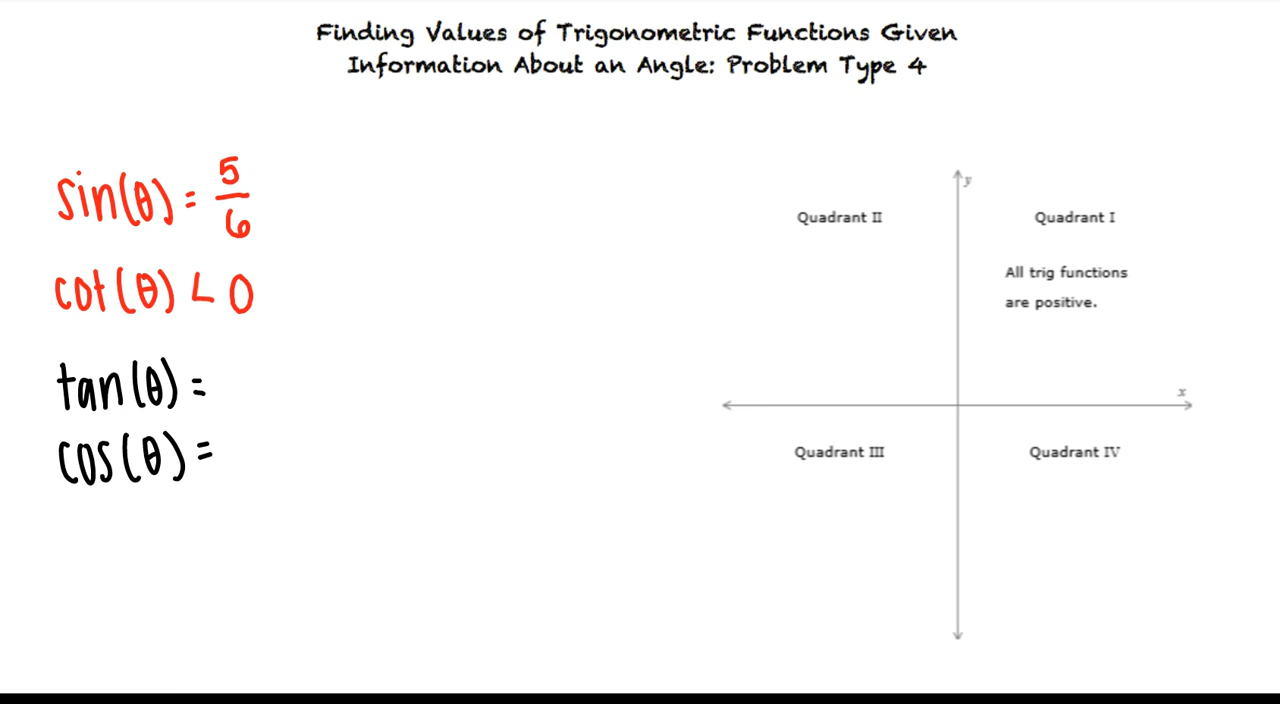 Finding Values of Trigonometric Functions Given
Information About an Angle: Problem Type 4
sin(θ) = 5/6
cot(θ) < 0
tan(θ) =
cos(θ) =
y
Quadrant II
Quadrant I
All trig functions
are positive.
x
Quadrant III
Quadrant IV